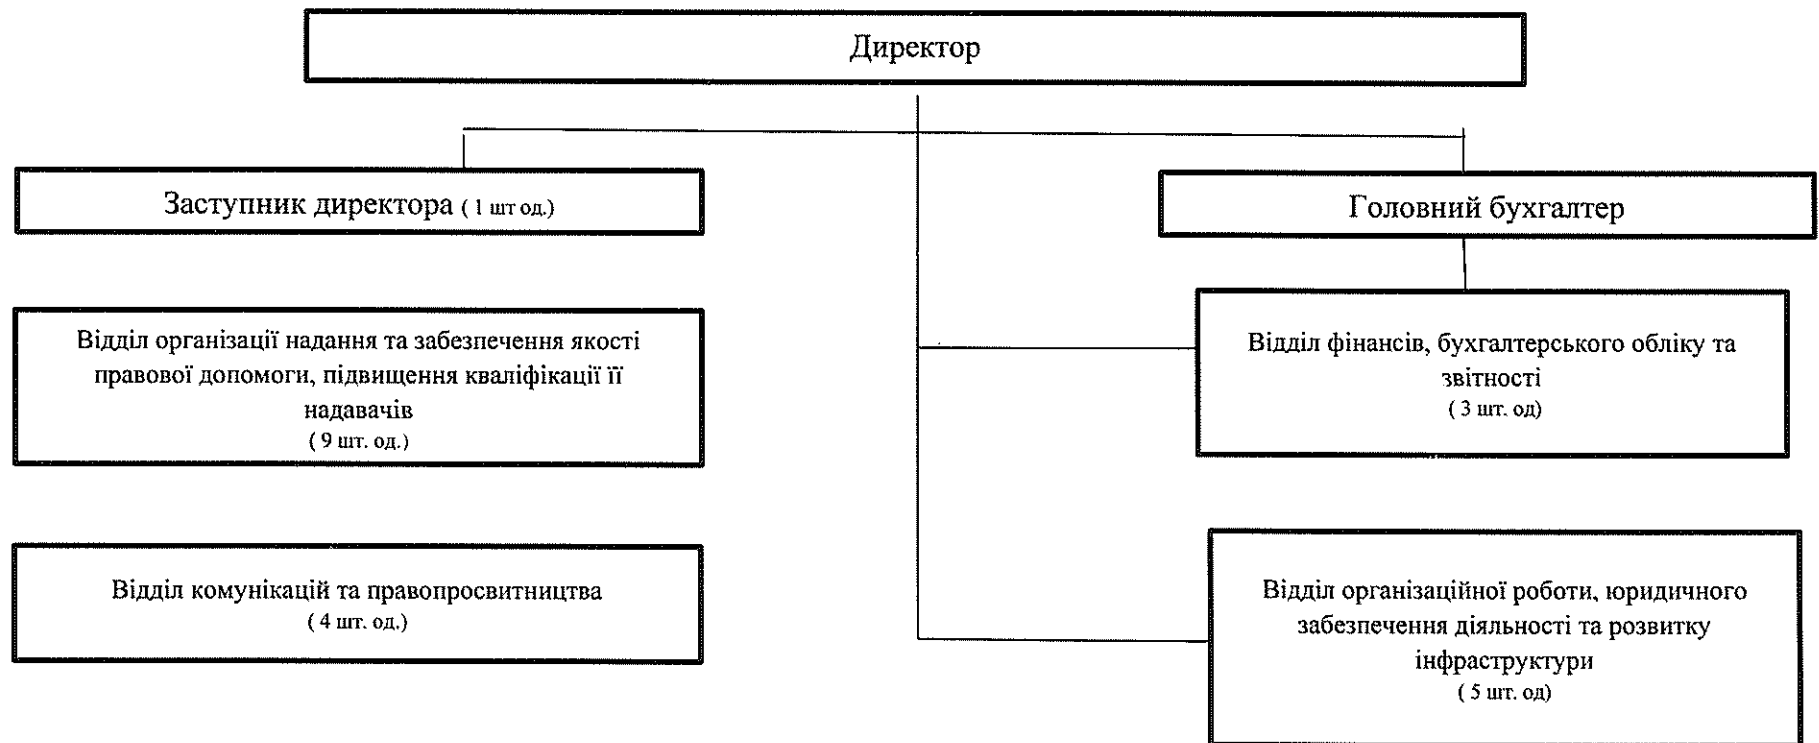 Директор
Заступник директора ( 1 шт од.)
Головний бухгалтер
Відділ організації надання та забезпечення якості
правової допомоги, підвищення кваліфікації її
надавачів
( 9 шт. од.)
Відділ фінансів, бухгалтерського обліку та
звітності
( 3 шт. од)
Відділ комунікацій та правопросвитництва
( 4 шт. од.)
Відділ організаційної роботи, юридичного
забезпечення діяльності та розвитку
інфраструктури
( 5 шт. од)